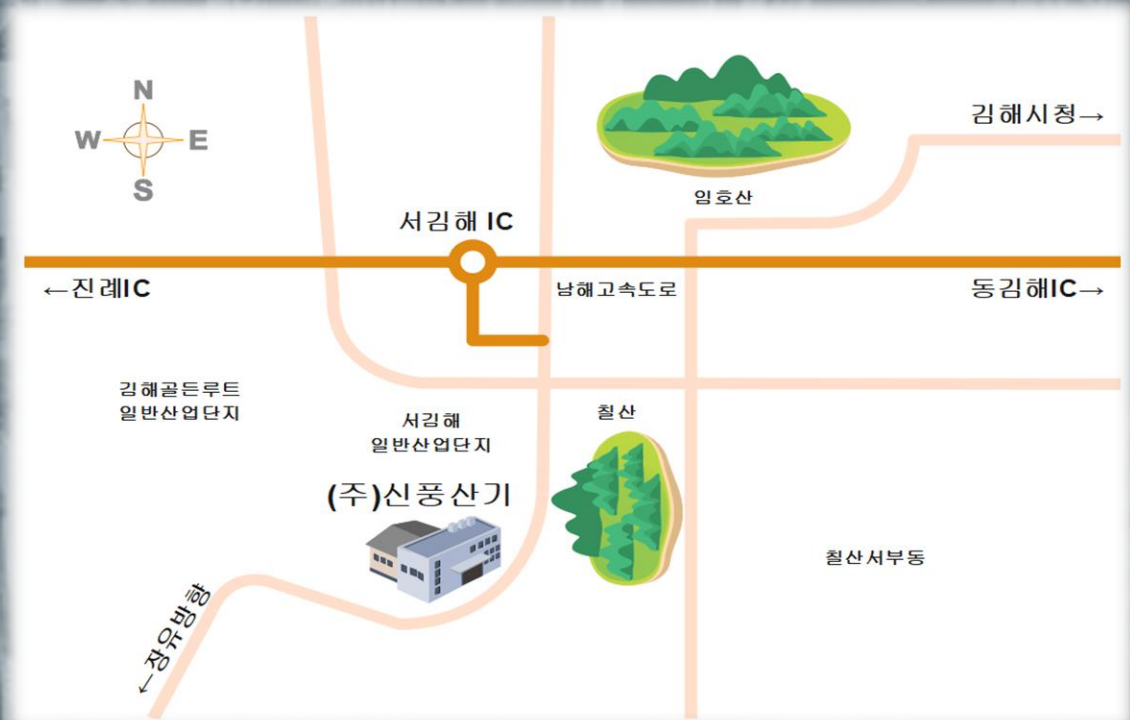 N
W E
S
김해시청→
임호산
서김해 IC
←진례IC
남해고속도로
동김해IC→
김해골든루트
일반산업단지
서김해
일반산업단지
칠산
(주)신풍산기
칠산서부동
←장유방향